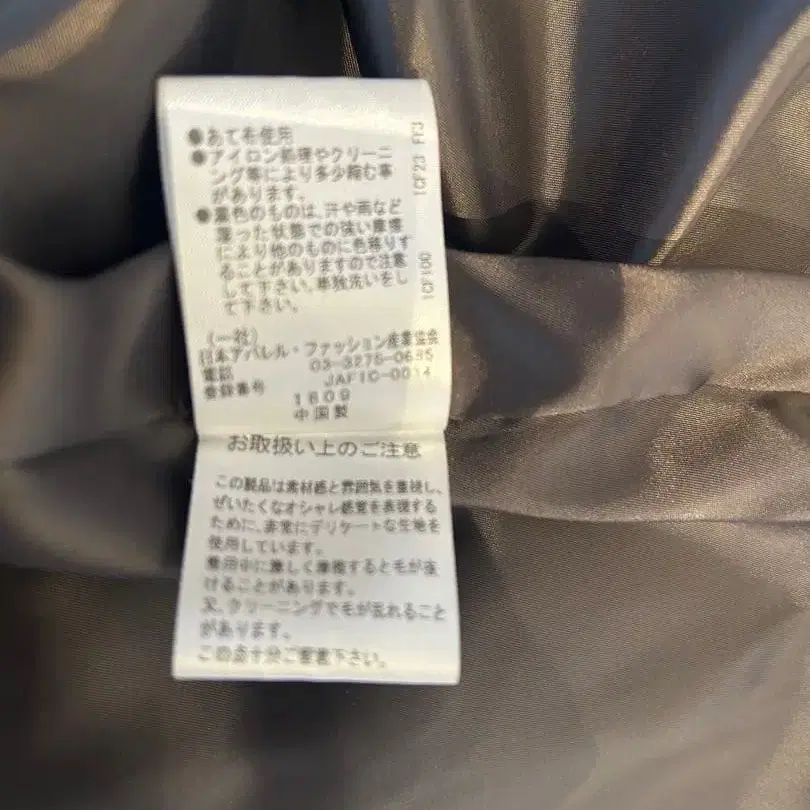 ●あて布使用
●アイロン処理やクリーニ
ング等により多少縮む事
があります。
●濃色のものは、汗や雨など
湿った状態での強い摩擦
により他のものに色移りす
ることがありますので注意
して下さい。単独洗いをし
て下さい。
(一社)
日本アパレル・ファッション産業協会
電話 03-3275-0685
登録番号 JAFIC-0014
1809
中国製
1CF100 1CF23 FFJ
お取扱い上のご注意
この製品は素材感と雰囲気を重視し、
ぜいたくなオシャレ感覚を表現する
ために、非常にデリケートな生地を
使用しています。
着用中に激しく摩擦すると毛が抜
けることがあります。
又、クリーニングで毛が乱れること
があります。
この点十分ご留意下さい。